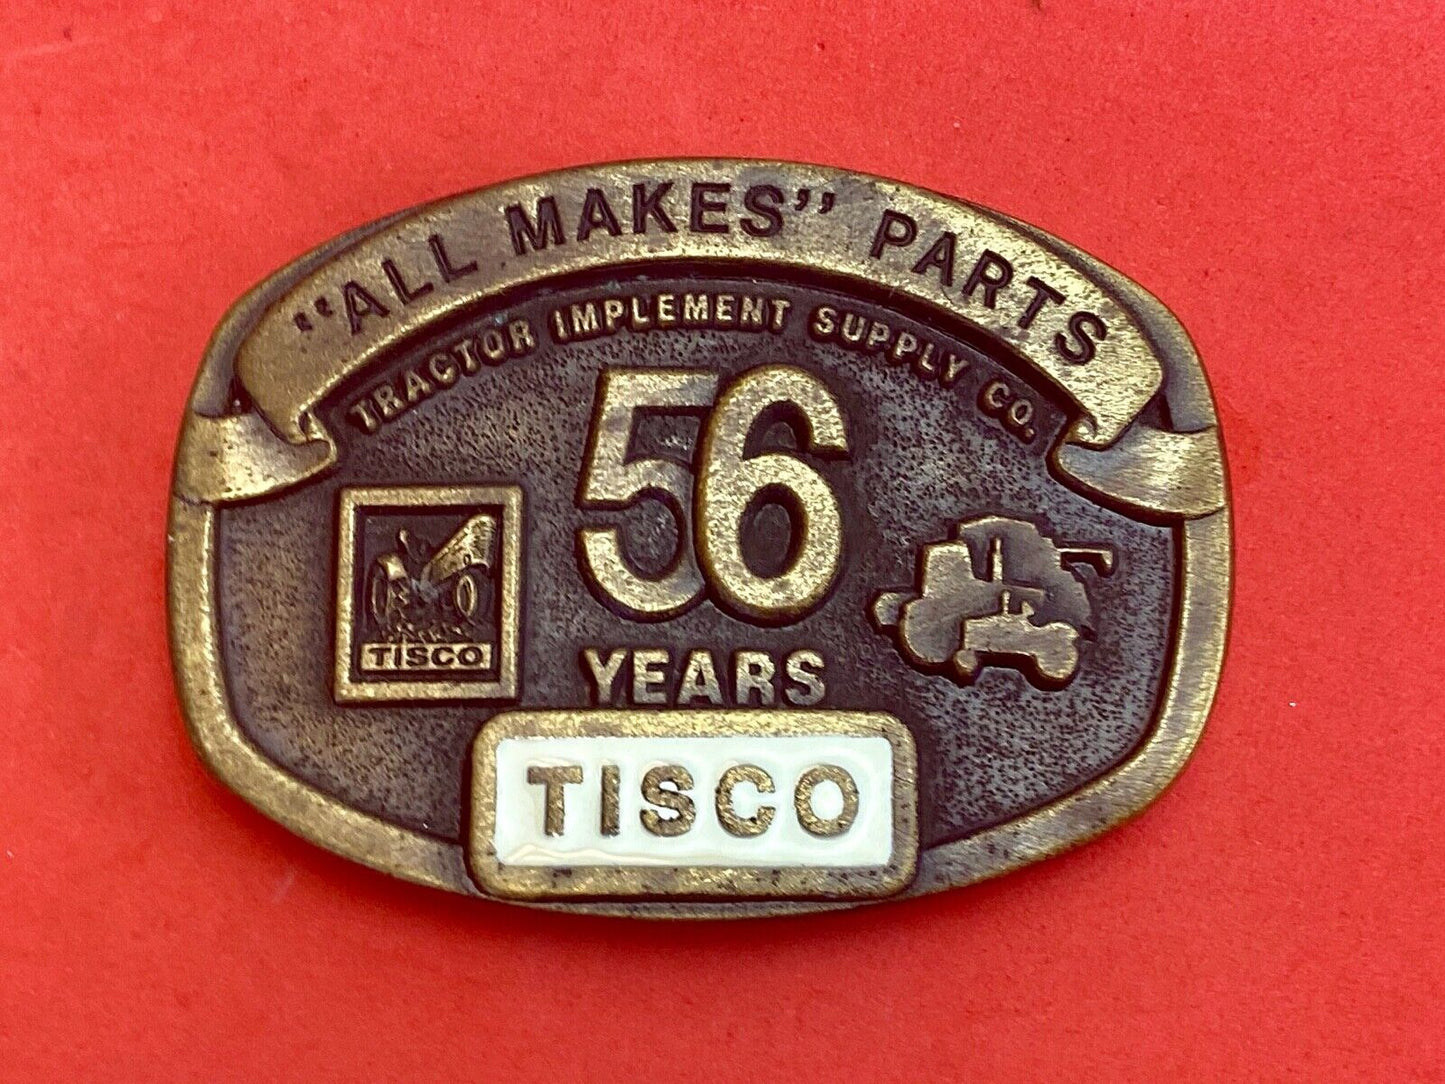 “ALL MAKES” PARTS
TRACTOR IMPLEMENT SUPPLY CO.
56
YEARS
TISCO
TISCO